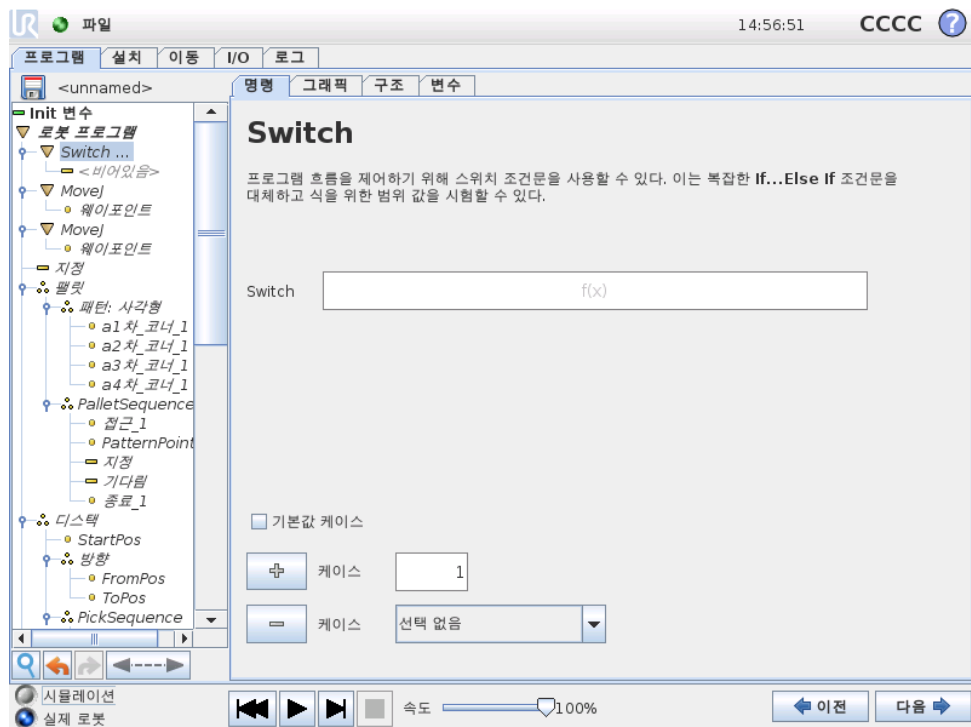 UR 파일 14:56:51 CCCC ?
프로그램 설치 이동 I/O 로그
<unnamed>
명령 그래픽 구조 변수
Init 변수
로봇 프로그램
Switch ...
<비어있음>
MoveJ
웨이포인트
MoveJ
웨이포인트
지정
팰릿
패턴: 사각형
a1차_코너_1
a2차_코너_1
a3차_코너_1
a4차_코너_1
PalletSequence
접근_1
PatternPoint
지정
기다림
종료_1
디스택
StartPos
방향
FromPos
ToPos
PickSequence
Switch
프로그램 흐름을 제어하기 위해 스위치 조건문을 사용할 수 있다. 이는 복잡한 If...Else If 조건문을
대체하고 식을 위한 범위 값을 시험할 수 있다.
Switch f(x)
기본값 케이스
케이스 1
케이스 선택 없음
시뮬레이션
실제 로봇
속도 100%
이전 다음